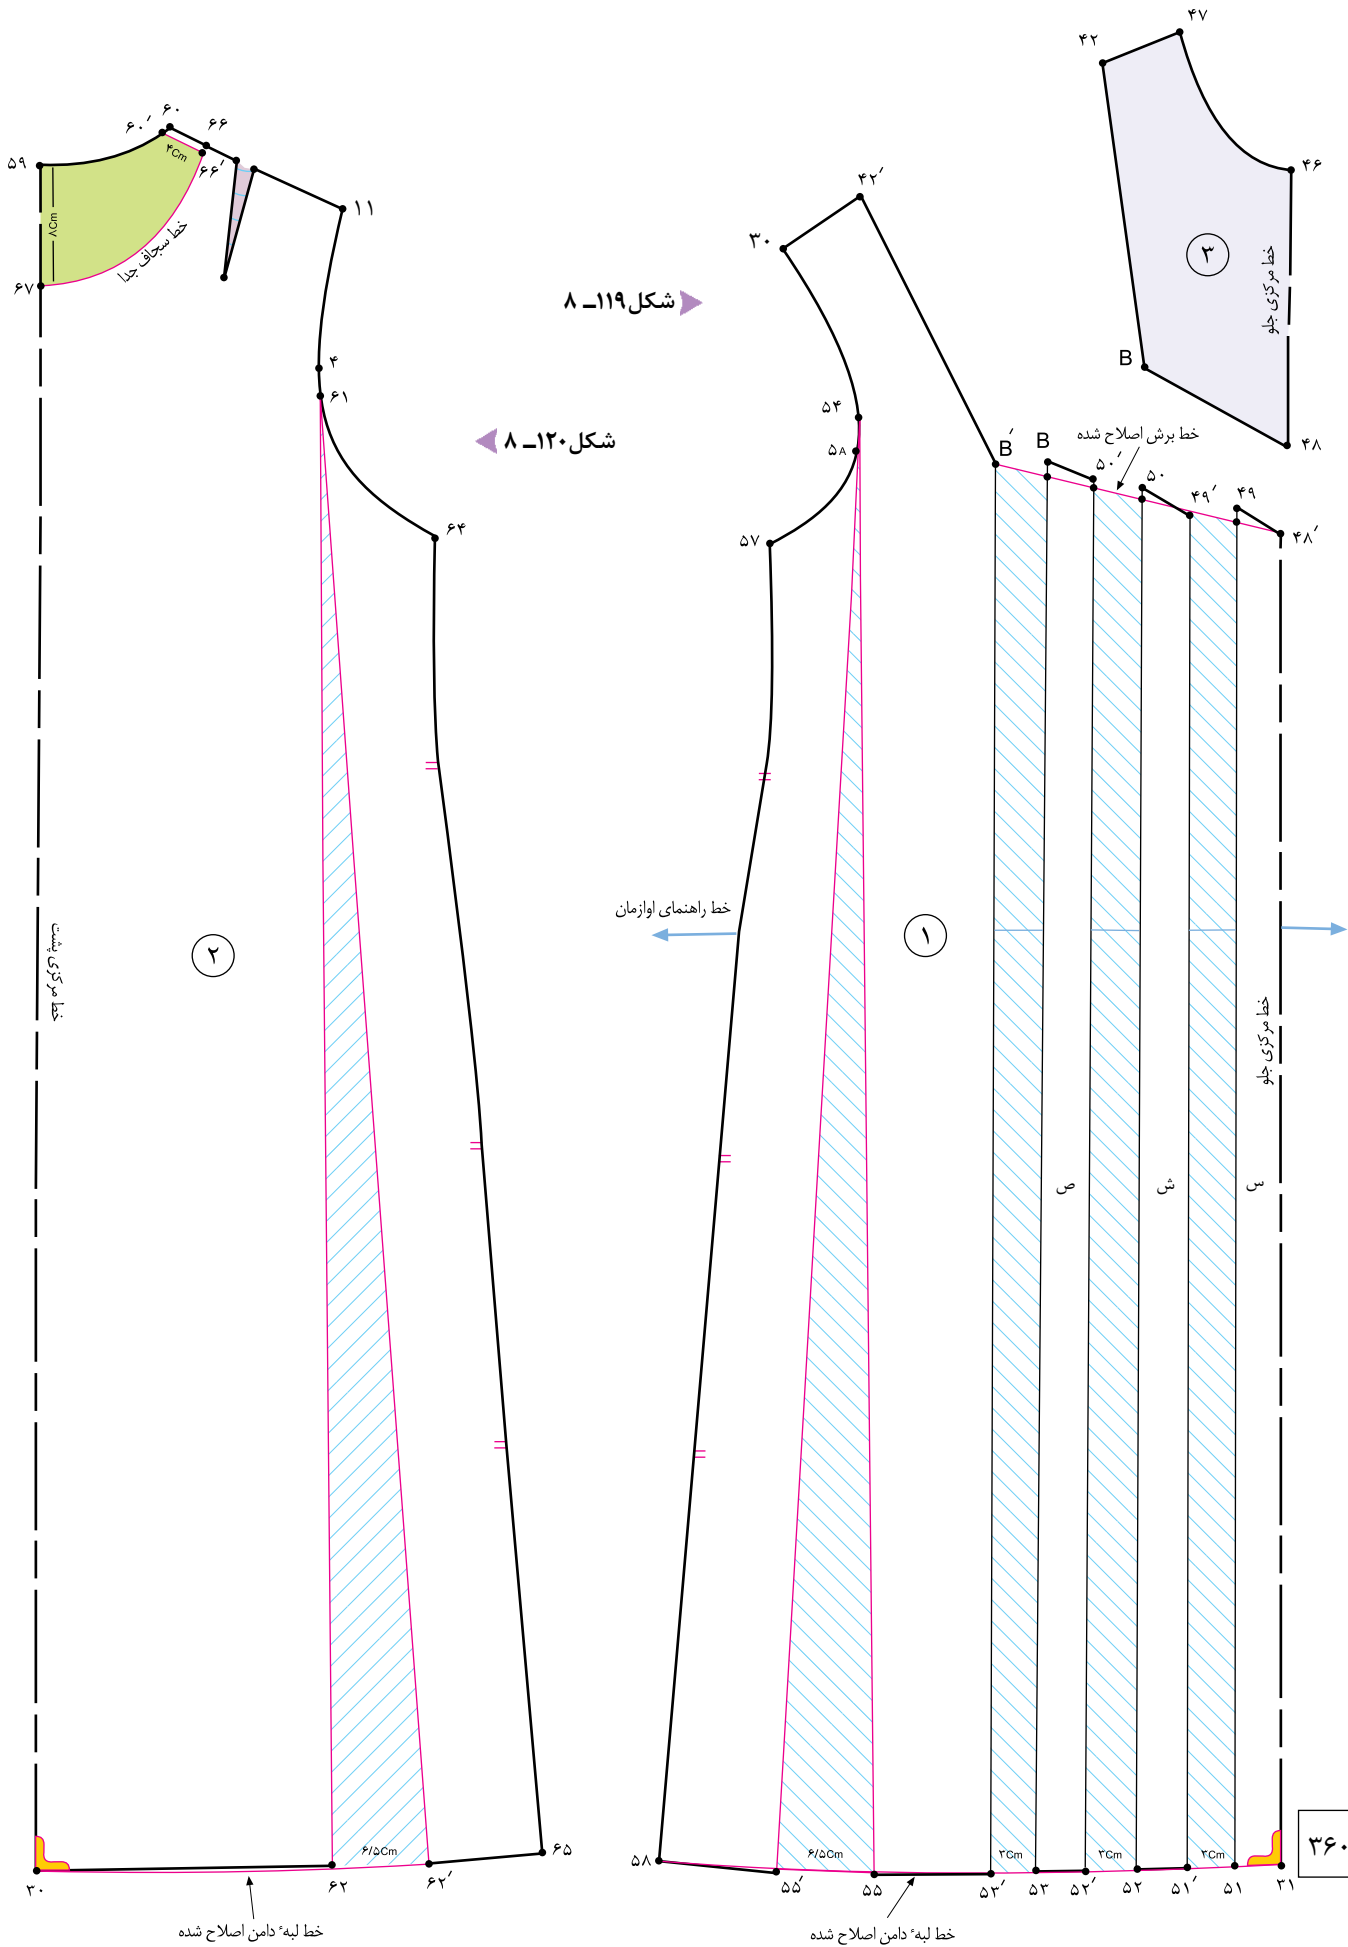 ۴۷
۴۲
۴۶
۳
خط مرکزی جلو
B
۴۸
۶۰
۶۰′
۶۶
۵۹
۴Cm
۶۶′
۸Cm
خط سجاف جدا
۶۷
۱۱
۴
۶۱
۶۴
۴۲′
۳۰
شکل۱۱۹ــ ۸
شکل۱۲۰ــ ۸
۵۴
۵۸
۵۷
B′
B
خط برش اصلاح شده
۵۰′
۵۰
۴۹′
۴۹
۴۸′
خط راهنمای اوازمان
۱
۲
خط مرکزی پشت
خط مرکزی جلو
ص
ش
س
۶/۵Cm
۶۵
۵۸
۶/۵Cm
۳Cm
۳Cm
۳Cm
۳۶۰
۳۰
۶۲
۶۲′
۵۵′
۵۵
۵۳′
۵۳
۵۲′
۵۲
۵۱′
۵۱
۳۱
خط لبهٔ دامن اصلاح شده
خط لبهٔ دامن اصلاح شده